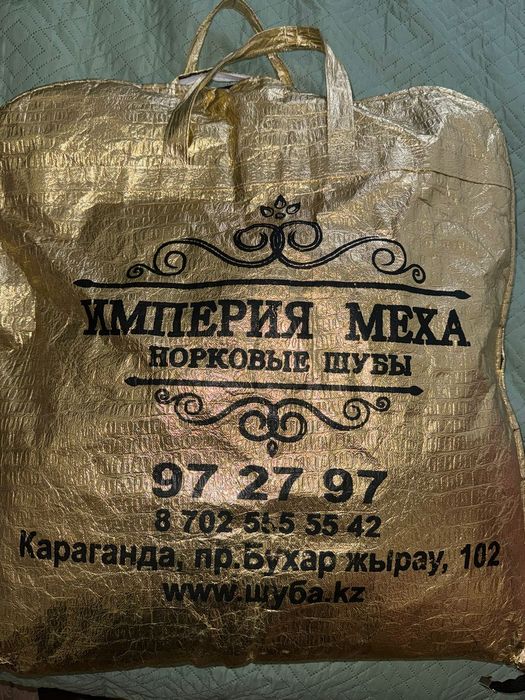 ИМПЕРИЯ МЕХА
НОРКОВЫЕ ШУБЫ
97 27 97
8 702 555 55 42
Караганда, пр.Бухар жырау, 102
www.шуба.kz